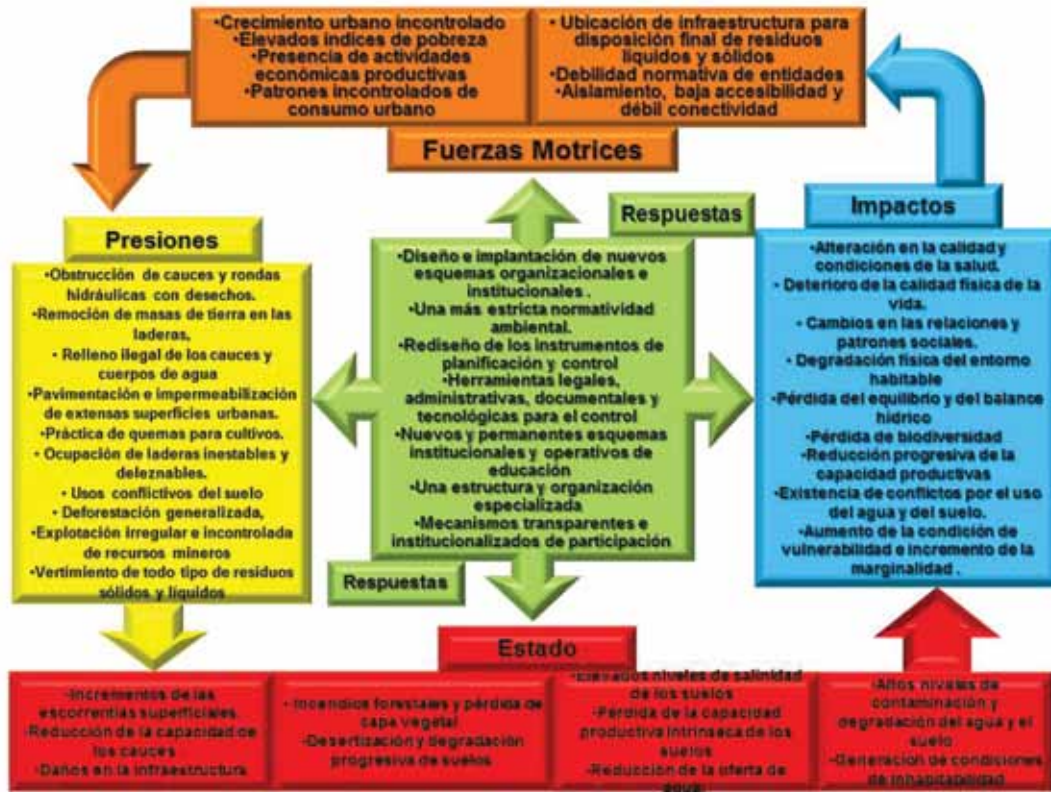 •Crecimiento urbano incontrolado
•Elevados índices de pobreza
•Presencia de actividades
económicas productivas
•Patrones incontrolados de
consumo urbano
• Ubicación de infraestructura para
disposición final de residuos
líquidos y sólidos
•Debilidad normativa de entidades
•Aislamiento, baja accesibilidad y
débil conectividad
Fuerzas Motrices
Presiones
•Obstrucción de cauces y rondas
hidráulicas con desechos.
•Remoción de masas de tierra en las
laderas,
• Relleno ilegal de los cauces y
cuerpos de agua
•Pavimentación e impermeabilización
de extensas superficies urbanas.
•Práctica de quemas para cultivos.
• Ocupación de laderas inestables y
deleznables.
• Usos conflictivos del suelo
• Deforestación generalizada,
•Explotación irregular e incontrolada
de recursos mineros
•Vertimiento de todo tipo de residuos
sólidos y líquidos
Respuestas
•Diseño e implantación de nuevos
esquemas organizacionales e
institucionales .
•Una más estricta normatividad
ambiental.
•Rediseño de los instrumentos de
planificación y control
•Herramientas legales,
administrativas, documentales y
tecnológicas para el control
•Nuevos y permanentes esquemas
institucionales y operativos de
educación
•Una estructura y organización
especializada
•Mecanismos transparentes e
institucionalizados de participación
Respuestas
Impactos
•Alteración en la calidad y
condiciones de la salud.
• Deterioro de la calidad física de la
vida.
• Cambios en las relaciones y
patrones sociales.
• Degradación física del entorno
habitable
• Pérdida del equilibrio y del balance
hídrico
•Pérdida de biodiversidad
•Reducción progresiva de la
capacidad productivas
•Existencia de conflictos por el uso
del agua y del suelo.
•Aumento de la condición de
vulnerabilidad e incremento de la
marginalidad .
Estado
•Incrementos de las
escorrentías superficiales.
•Reducción de la capacidad de
los cauces
•Daños en la infraestructura
• Incendios forestales y pérdida de
capa vegetal
•Desertización y degradación
progresiva de suelos
•Elevados niveles de salinidad
de los suelos
•Pérdida de la capacidad
productiva intrínseca de los
suelos
•Reducción de la oferta de
agua.
•Altos niveles de
contaminación y
degradación del agua y el
suelo
•Generación de condiciones
de inhabitabilidad